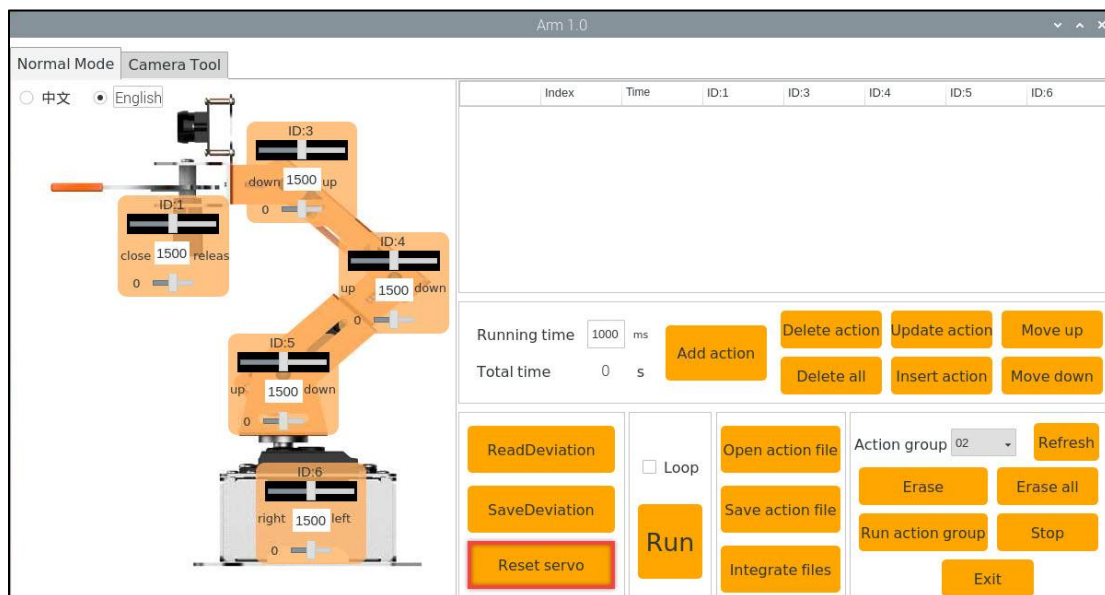 Arm 1.0
Normal Mode
Camera Tool
中文
English
ID:3
down 1500 up
0
ID:1
close 1500 releas
0
ID:4
up 1500 down
0
ID:5
up 1500 down
0
ID:6
right 1500 left
0
Index Time ID:1 ID:3 ID:4 ID:5 ID:6
Running time 1000 ms
Total time 0 s
Add action
Delete action
Update action
Move up
Delete all
Insert action
Move down
ReadDeviation
SaveDeviation
Reset servo
Loop
Run
Open action file
Save action file
Integrate files
Action group 02
Refresh
Erase
Erase all
Run action group
Stop
Exit